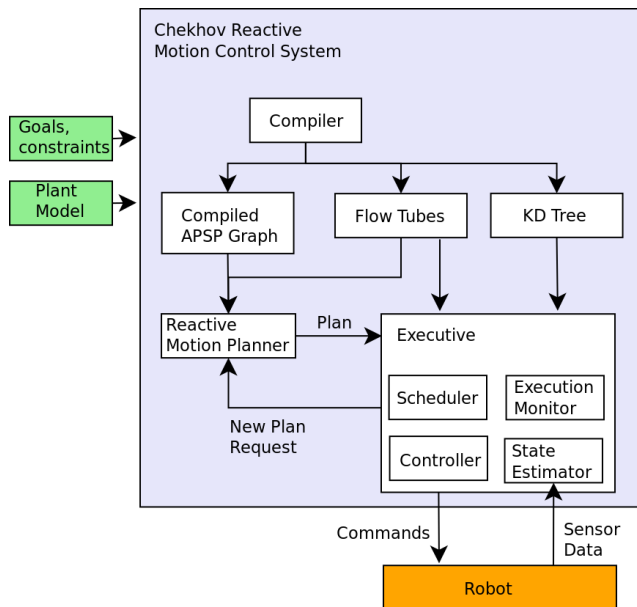 Chekhov Reactive
Motion Control System
Compiler
Goals,
constraints
Plant
Model
Compiled
APSP Graph
Flow Tubes
KD Tree
Reactive
Motion Planner
Plan
Executive
Scheduler
Execution
Monitor
New Plan
Request
Controller
State
Estimator
Commands
Sensor
Data
Robot